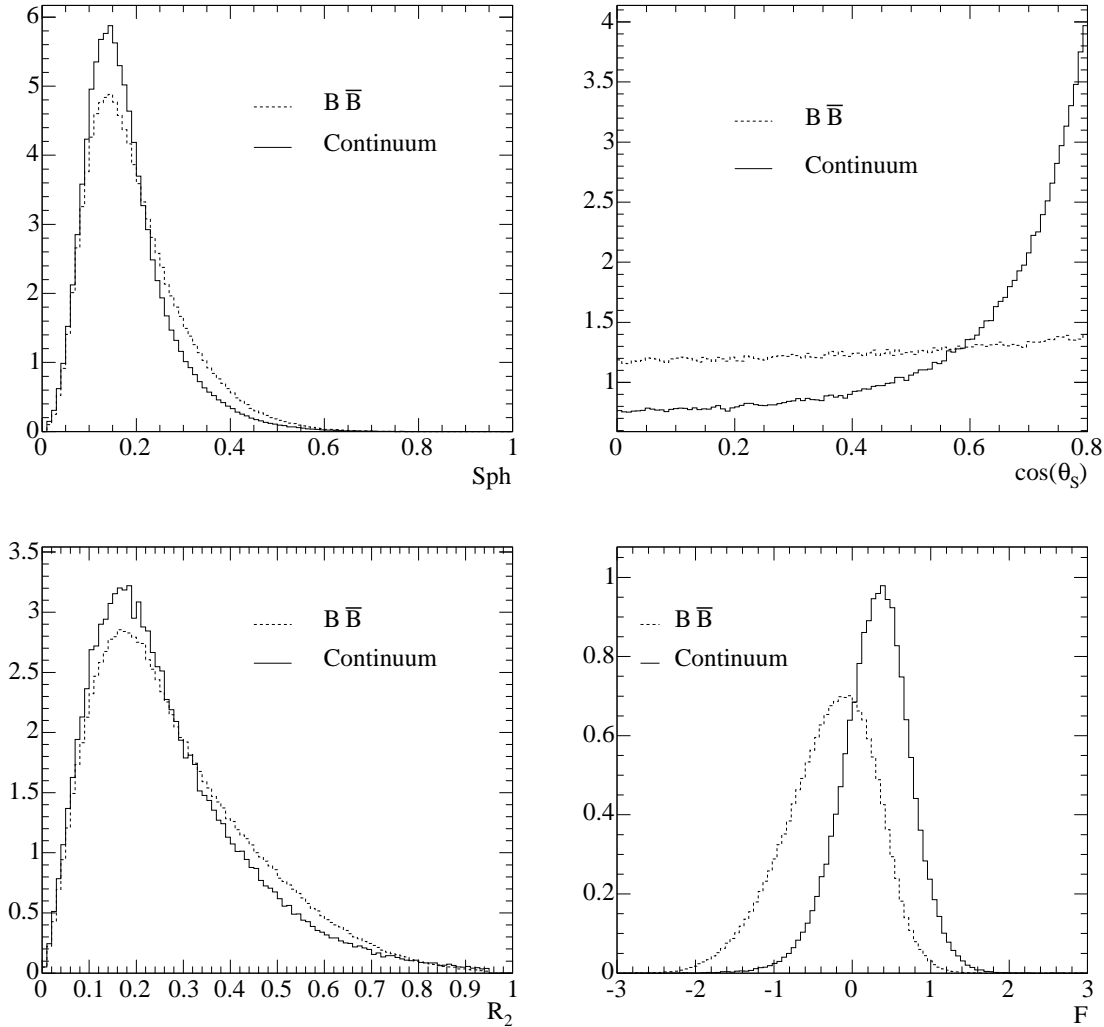 6
5
4
3
2
1
0
B B̅
Continuum
0 0.2 0.4 0.6 0.8 1
Sph
4
3.5
3
2.5
2
1.5
1
B B̅
Continuum
0 0.2 0.4 0.6 0.8
cos(θS)
3.5
3
2.5
2
1.5
1
0.5
0
B B̅
Continuum
0 0.1 0.2 0.3 0.4 0.5 0.6 0.7 0.8 0.9 1
R2
1
0.8
0.6
0.4
0.2
0
B B̅
Continuum
−3 −2 −1 0 1 2 3
F